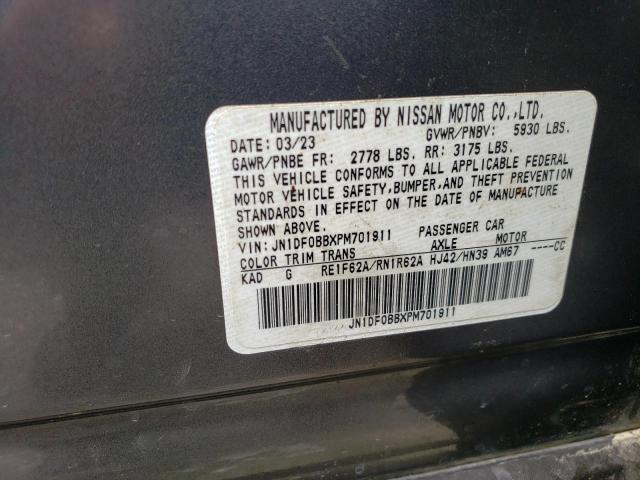 MANUFACTURED BY NISSAN MOTOR CO.,LTD.
DATE: 03/23 GVWR/PNBV: 5930 LBS.
GAWR/PNBE FR: 2778 LBS. RR: 3175 LBS.
THIS VEHICLE CONFORMS TO ALL APPLICABLE FEDERAL
MOTOR VEHICLE SAFETY, BUMPER, AND THEFT PREVENTION
STANDARDS IN EFFECT ON THE DATE OF MANUFACTURE
SHOWN ABOVE.
VIN: JN1DF0BBXPM701911 PASSENGER CAR
COLOR TRIM TRANS AXLE MOTOR
KAD G RE1F62A/RN1R62A HJ42/HN39 AM67 ----CC
JN1DF0BBXPM701911